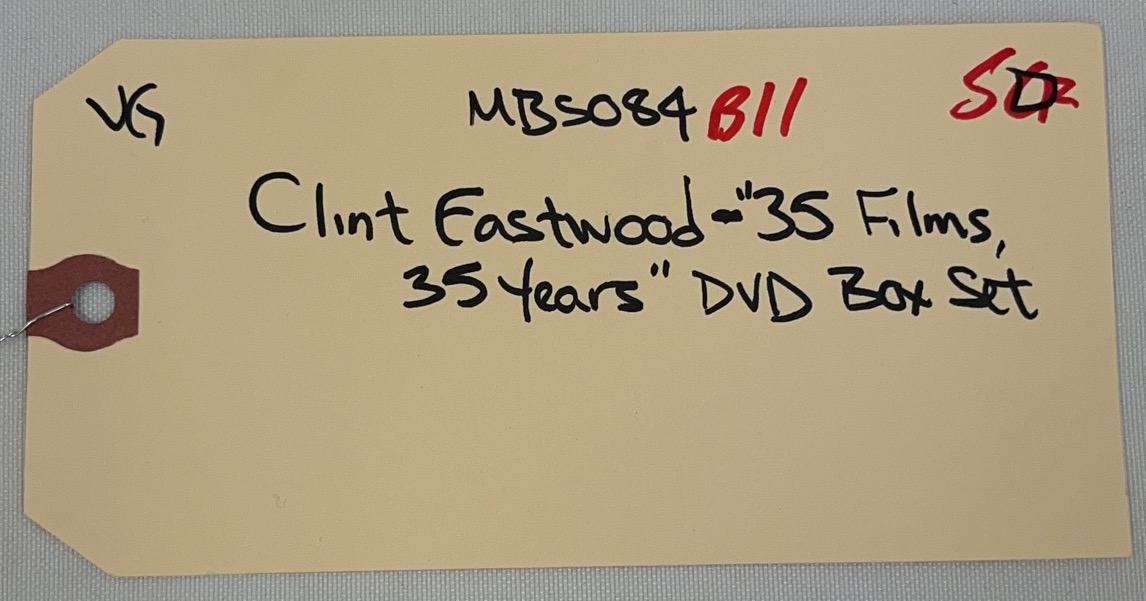 VG MBS084 B11
Clint Eastwood-"35 Films,
35 Years" DVD Box Set